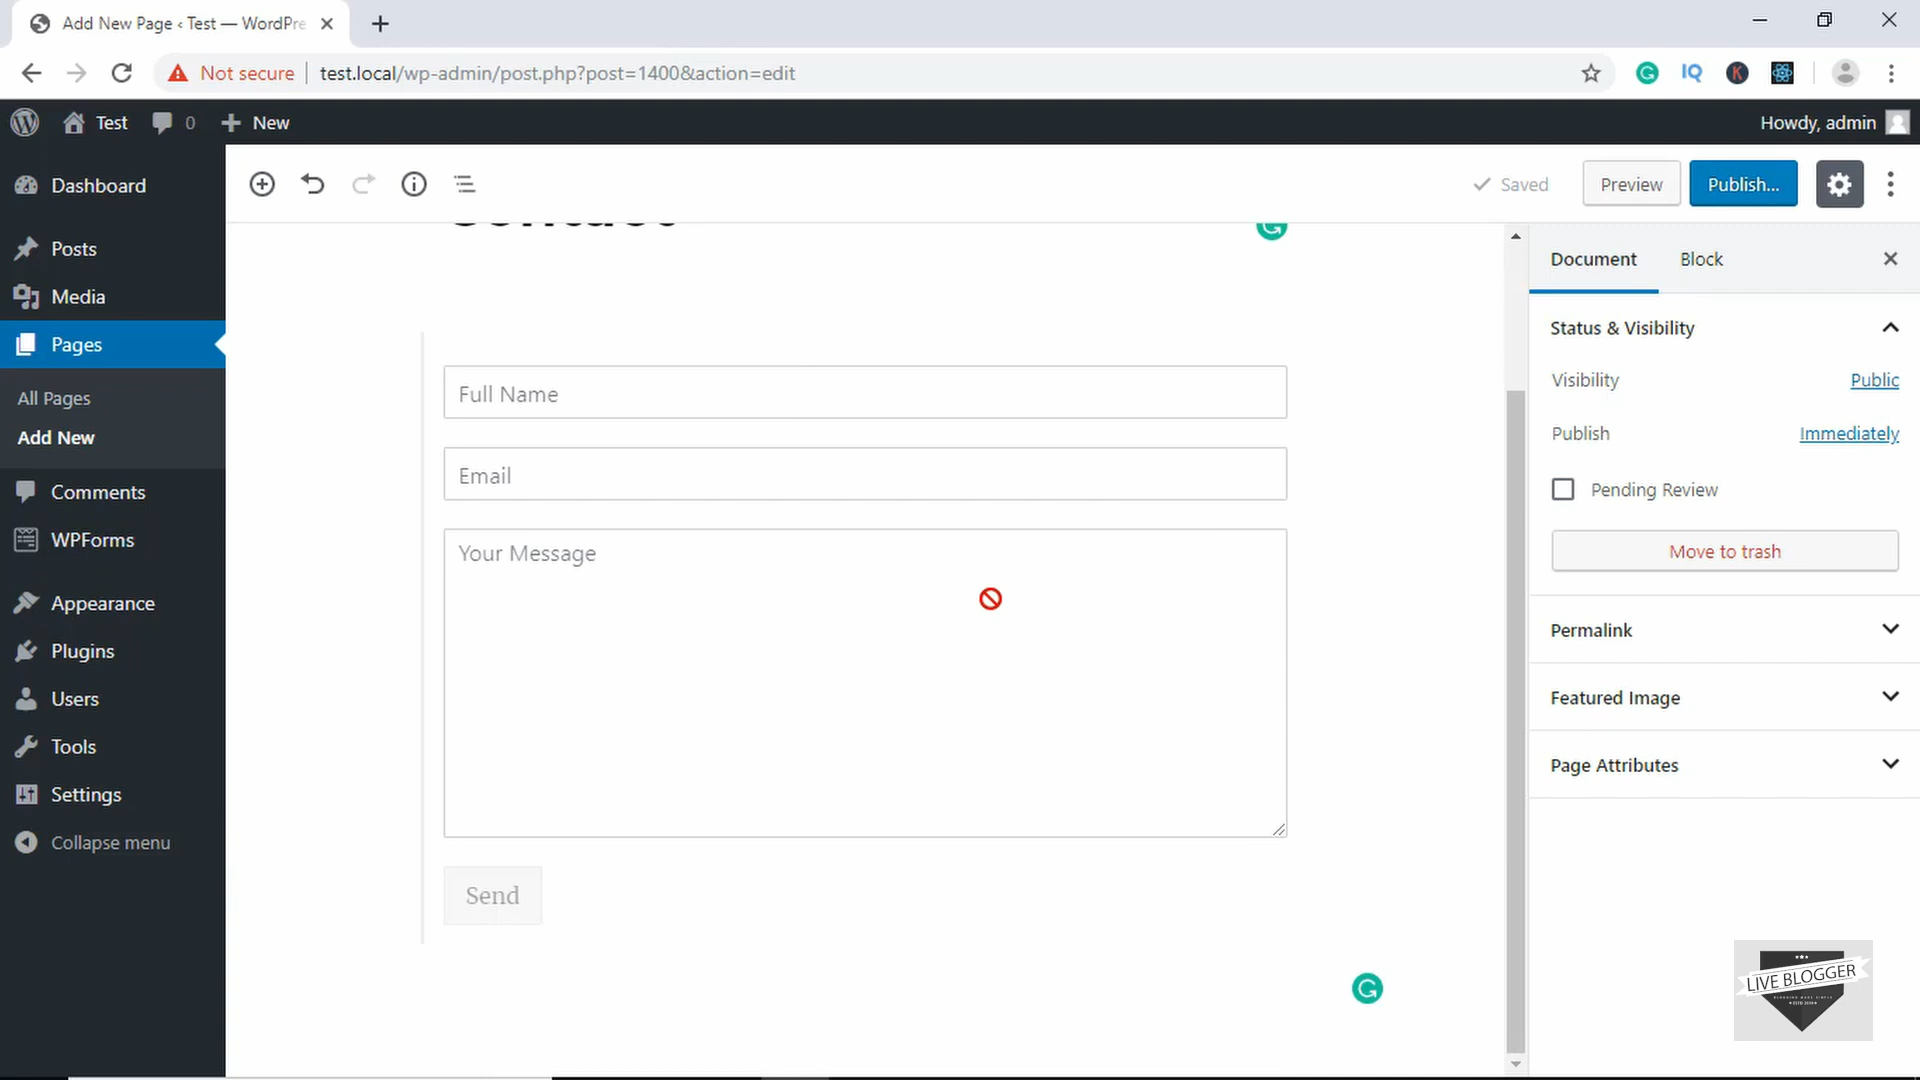 Add New Page ‹ Test — WordPre
Not secure
test.local/wp-admin/post.php?post=1400&action=edit
IQ
K
Test
0
New
Howdy, admin
Dashboard
Posts
Media
Pages
All Pages
Add New
Comments
WPForms
Appearance
Plugins
Users
Tools
Settings
Collapse menu
Saved
Preview
Publish...
Contact
Full Name
Email
Your Message
Send
Document
Block
Status & Visibility
Visibility
Public
Publish
Immediately
Pending Review
Move to trash
Permalink
Featured Image
Page Attributes
LIVE BLOGGER